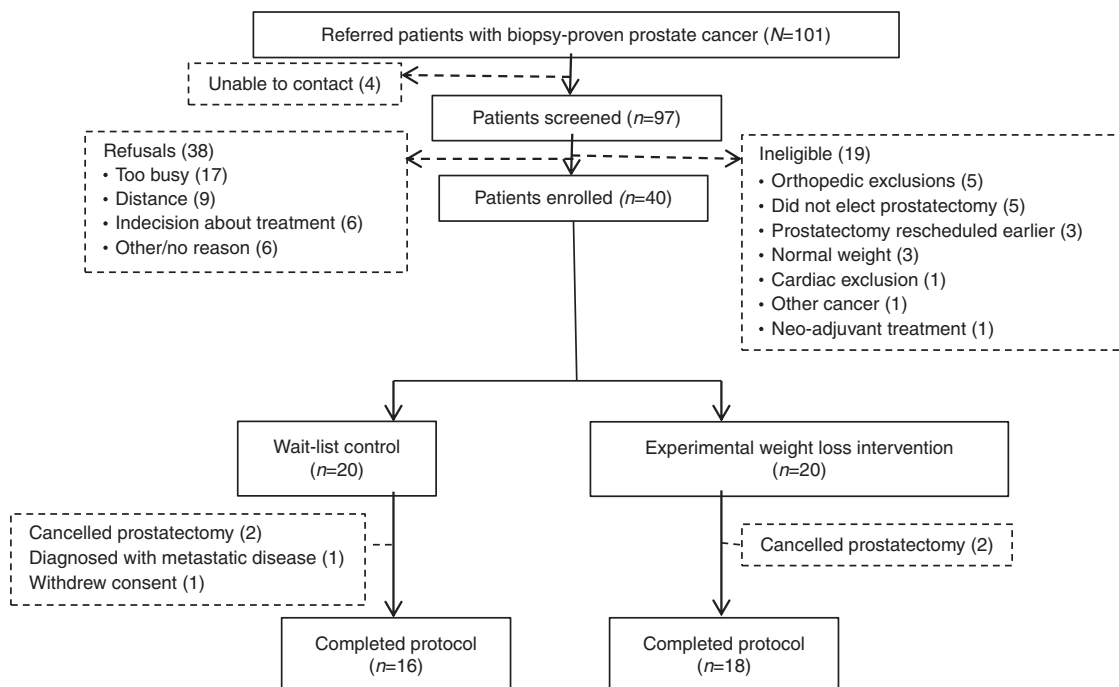 Referred patients with biopsy-proven prostate cancer (N=101)
Unable to contact (4)
Patients screened (n=97)
Refusals (38)
• Too busy (17)
• Distance (9)
• Indecision about treatment (6)
• Other/no reason (6)
Ineligible (19)
• Orthopedic exclusions (5)
• Did not elect prostatectomy (5)
• Prostatectomy rescheduled earlier (3)
• Normal weight (3)
• Cardiac exclusion (1)
• Other cancer (1)
• Neo-adjuvant treatment (1)
Patients enrolled (n=40)
Wait-list control
(n=20)
Experimental weight loss intervention
(n=20)
Cancelled prostatectomy (2)
Diagnosed with metastatic disease (1)
Withdrew consent (1)
Cancelled prostatectomy (2)
Completed protocol
(n=16)
Completed protocol
(n=18)